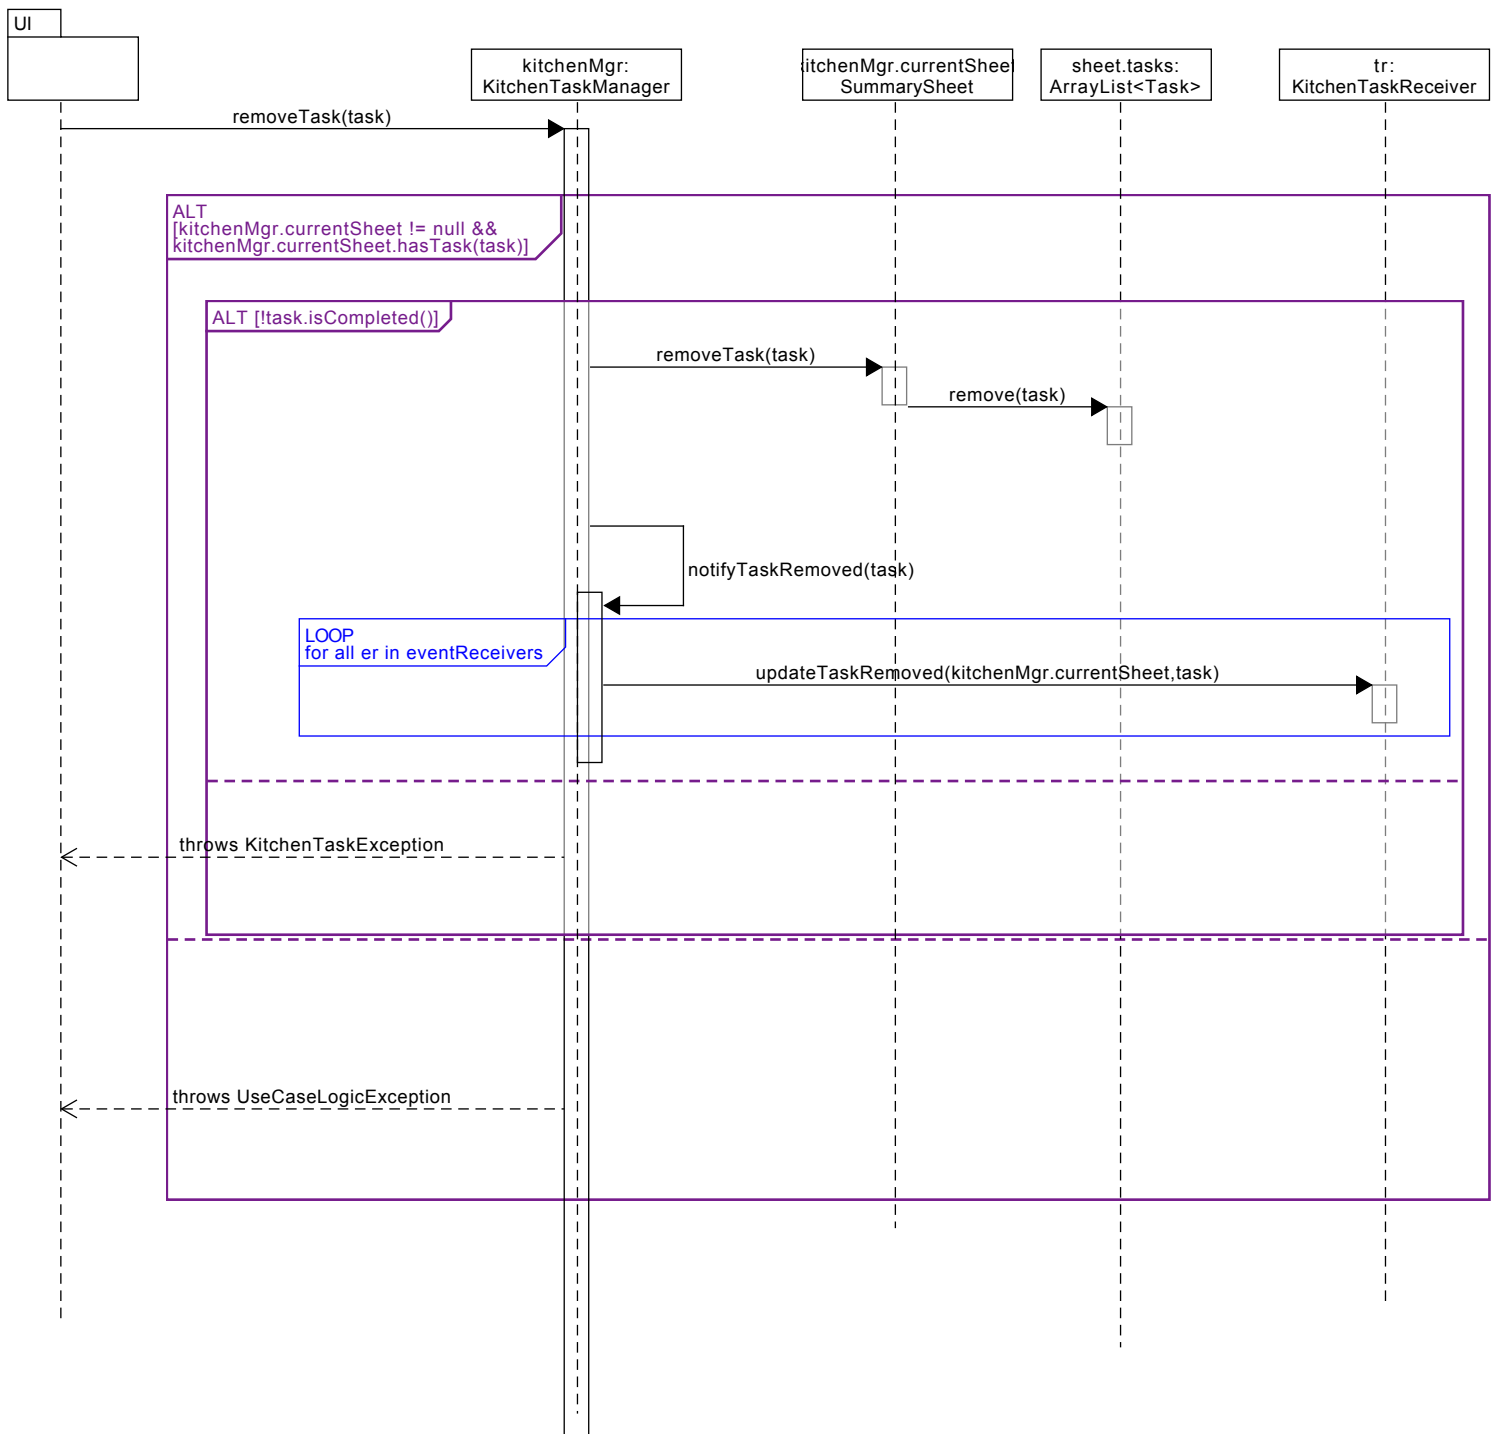 UI
kitchenMgr:
KitchenTaskManager
itchenMgr.currentSheet
SummarySheet
sheet.tasks:
ArrayList<Task>
tr:
KitchenTaskReceiver
removeTask(task)
ALT
[kitchenMgr.currentSheet != null &&
kitchenMgr.currentSheet.hasTask(task)]
ALT [!task.isCompleted()]
removeTask(task)
remove(task)
notifyTaskRemoved(task)
LOOP
for all er in eventReceivers
updateTaskRemoved(kitchenMgr.currentSheet,task)
throws KitchenTaskException
throws UseCaseLogicException